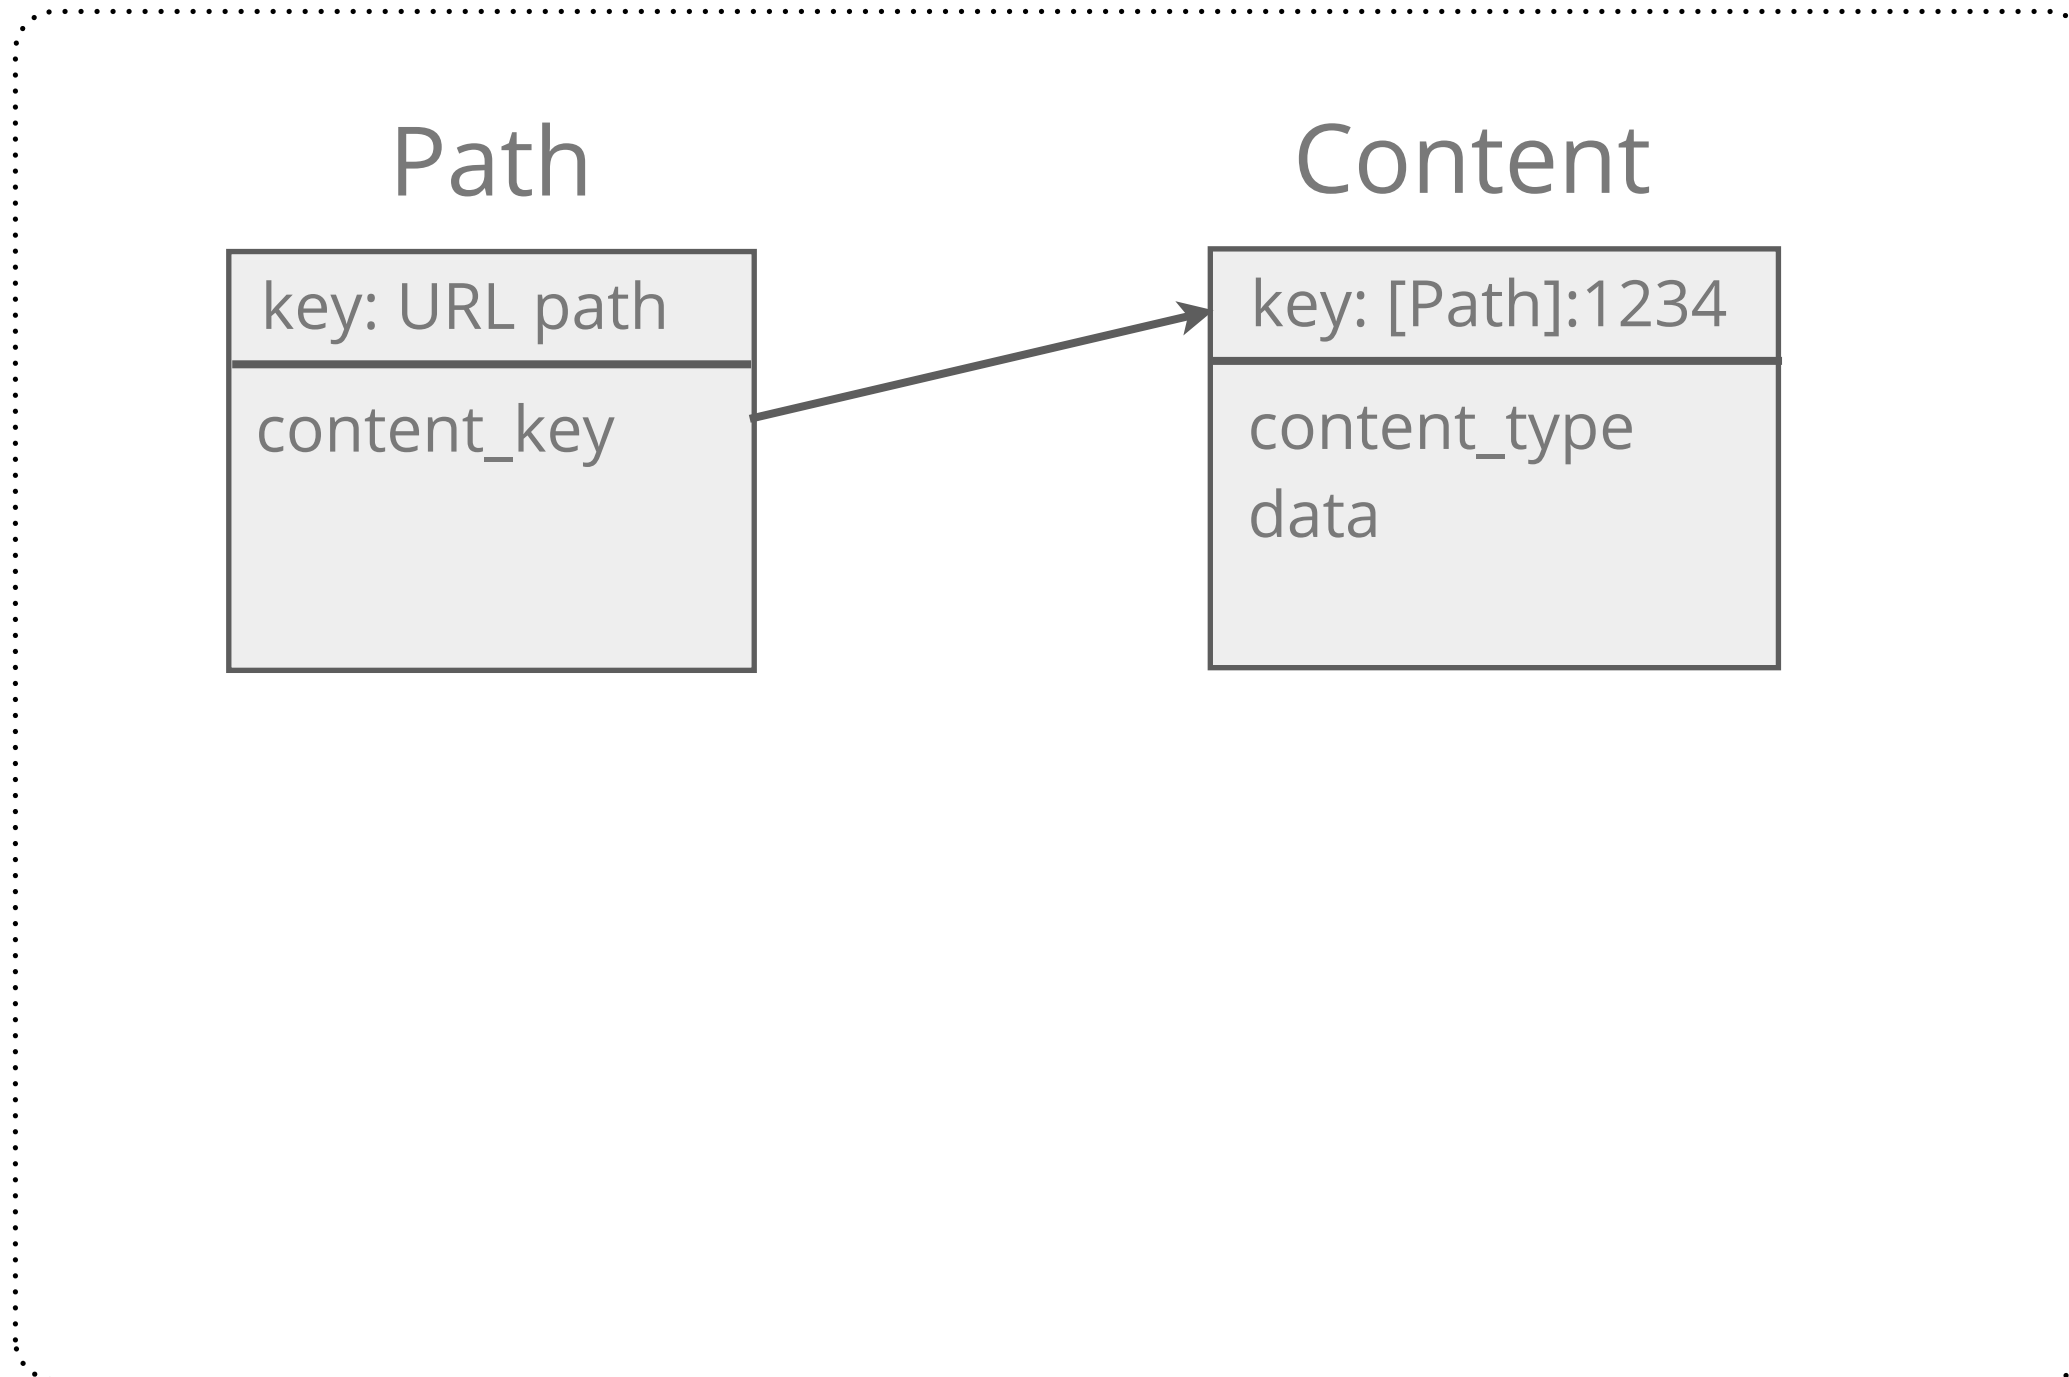 Path
key: URL path
content_key
Content
key: [Path]:1234
content_type
data